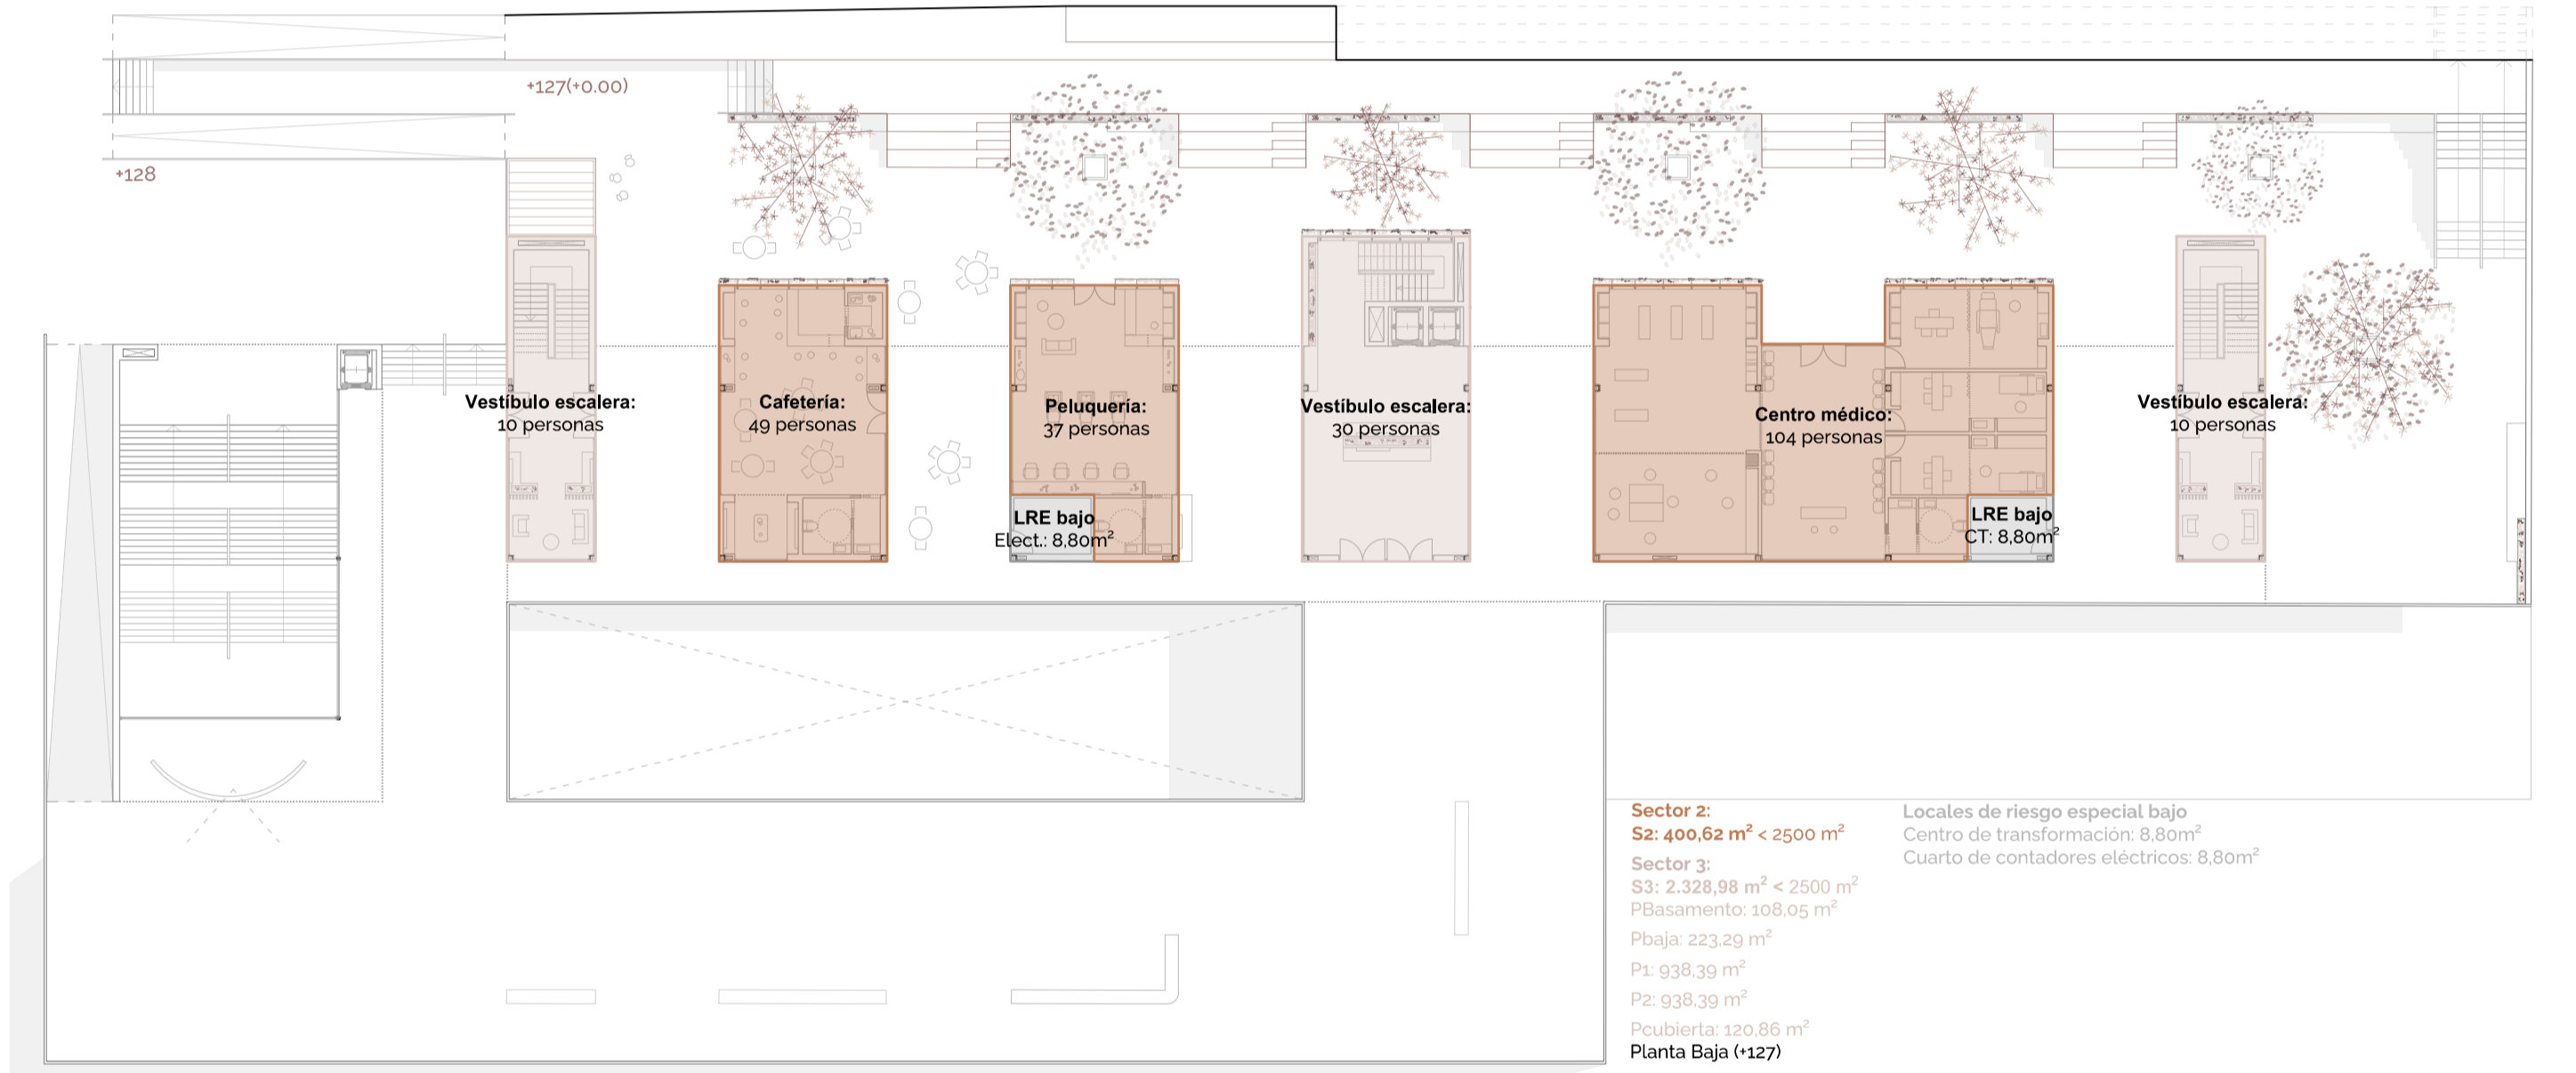 +127(+0.00)
+128
Vestíbulo escalera:
10 personas
Cafetería:
49 personas
Peluquería:
37 personas
Vestíbulo escalera:
30 personas
Centro médico:
104 personas
Vestíbulo escalera:
10 personas
LRE bajo
Elect.: 8,80m²
LRE bajo
CT: 8,80m²
Sector 2:
S2: 400,62 m² < 2500 m²
Sector 3:
S3: 2.328,98 m² < 2500 m²
PBasamento: 108,05 m²
Pbaja: 223,29 m²
P1: 938,39 m²
P2: 938,39 m²
Pcubierta: 120,86 m²
Planta Baja (+127)
Locales de riesgo especial bajo
Centro de transformación: 8,80m²
Cuarto de contadores eléctricos: 8,80m²